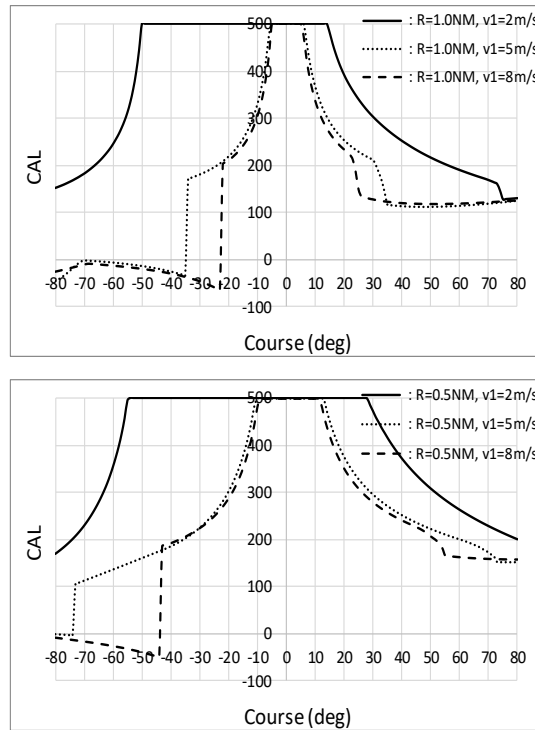 500
: R=1.0NM, v1=2m/s
: R=1.0NM, v1=5m/s
400
: R=1.0NM, v1=8m/s
300
200
100
0
-100
CAL
-80 -70 -60 -50 -40 -30 -20 -10 0 10 20 30 40 50 60 70 80
Course (deg)
500
: R=0.5NM, v1=2m/s
: R=0.5NM, v1=5m/s
400
: R=0.5NM, v1=8m/s
300
200
100
0
-100
CAL
-80 -70 -60 -50 -40 -30 -20 -10 0 10 20 30 40 50 60 70 80
Course (deg)